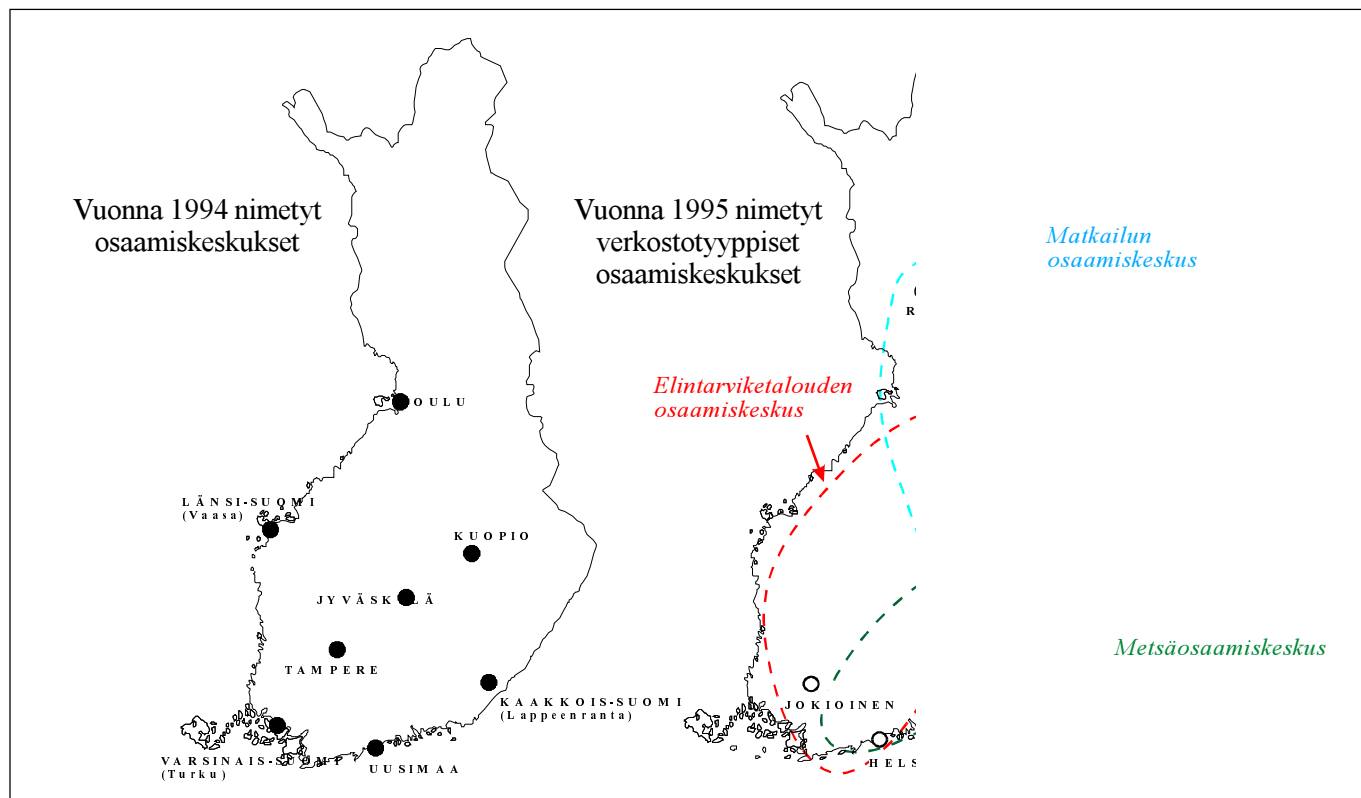 Vuonna 1994 nimetyt
osaamiskeskukset
OULU
LÄNSI-SUOMI
(Vaasa)
KUOPIO
JYVÄSKYLÄ
TAMPERE
KAAKKOIS-SUOMI
(Lappeenranta)
VARSINAIS-SUOMI
(Turku)
UUSIMAA
Vuonna 1995 nimetyt
verkostotyyppiset
osaamiskeskukset
Matkailun
osaamiskeskus
R
Elintarviketalouden
osaamiskeskus
Metsäosaamiskeskus
JOKIOINEN
HELS